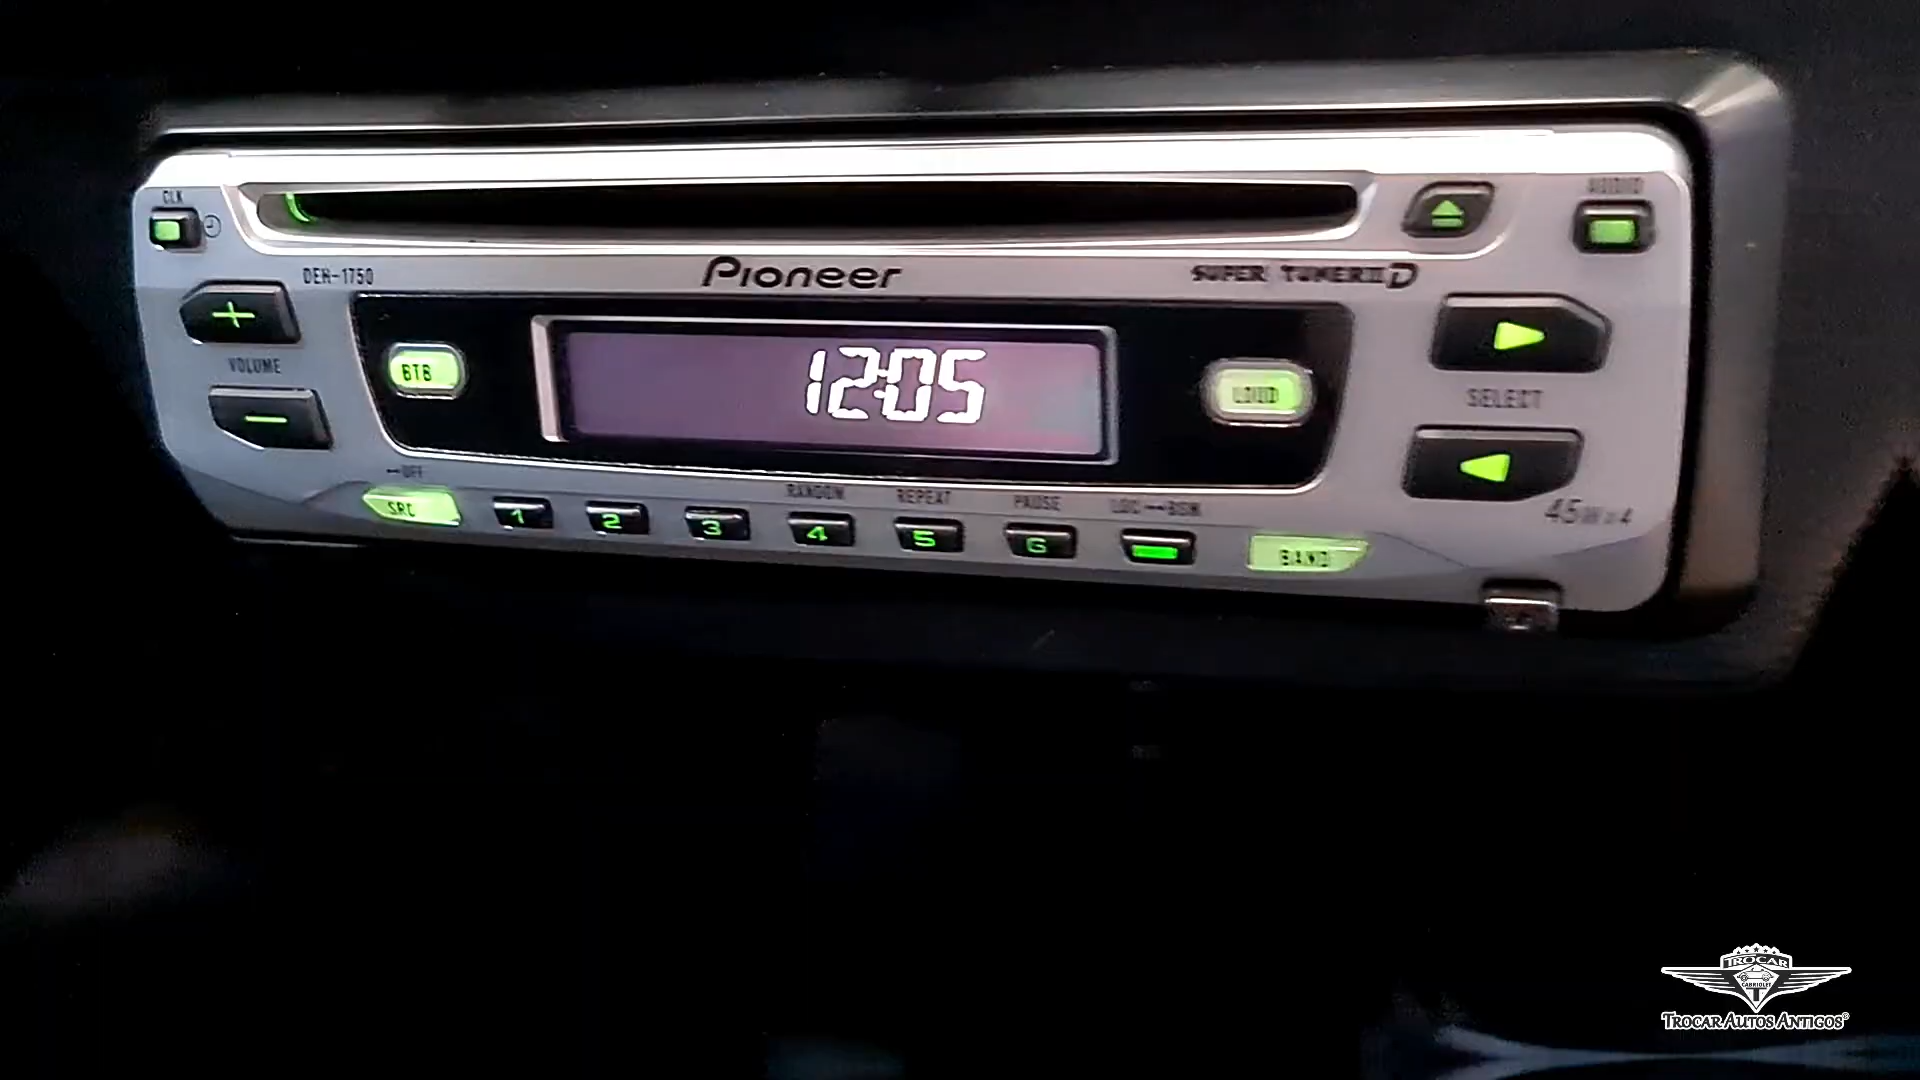 CLK
AUDIO
DEH-1750
Pioneer
SUPER TUNER III D
VOLUME
BTB
12:05
LOUD
SELECT
OFF
SRC
1
2
3
RANDOM
4
REPEAT
5
PAUSE
6
LOC BSM
BAND
45W x 4
TROCAR
CABRIOLET
TROCAR AUTOS ANTIGOS®